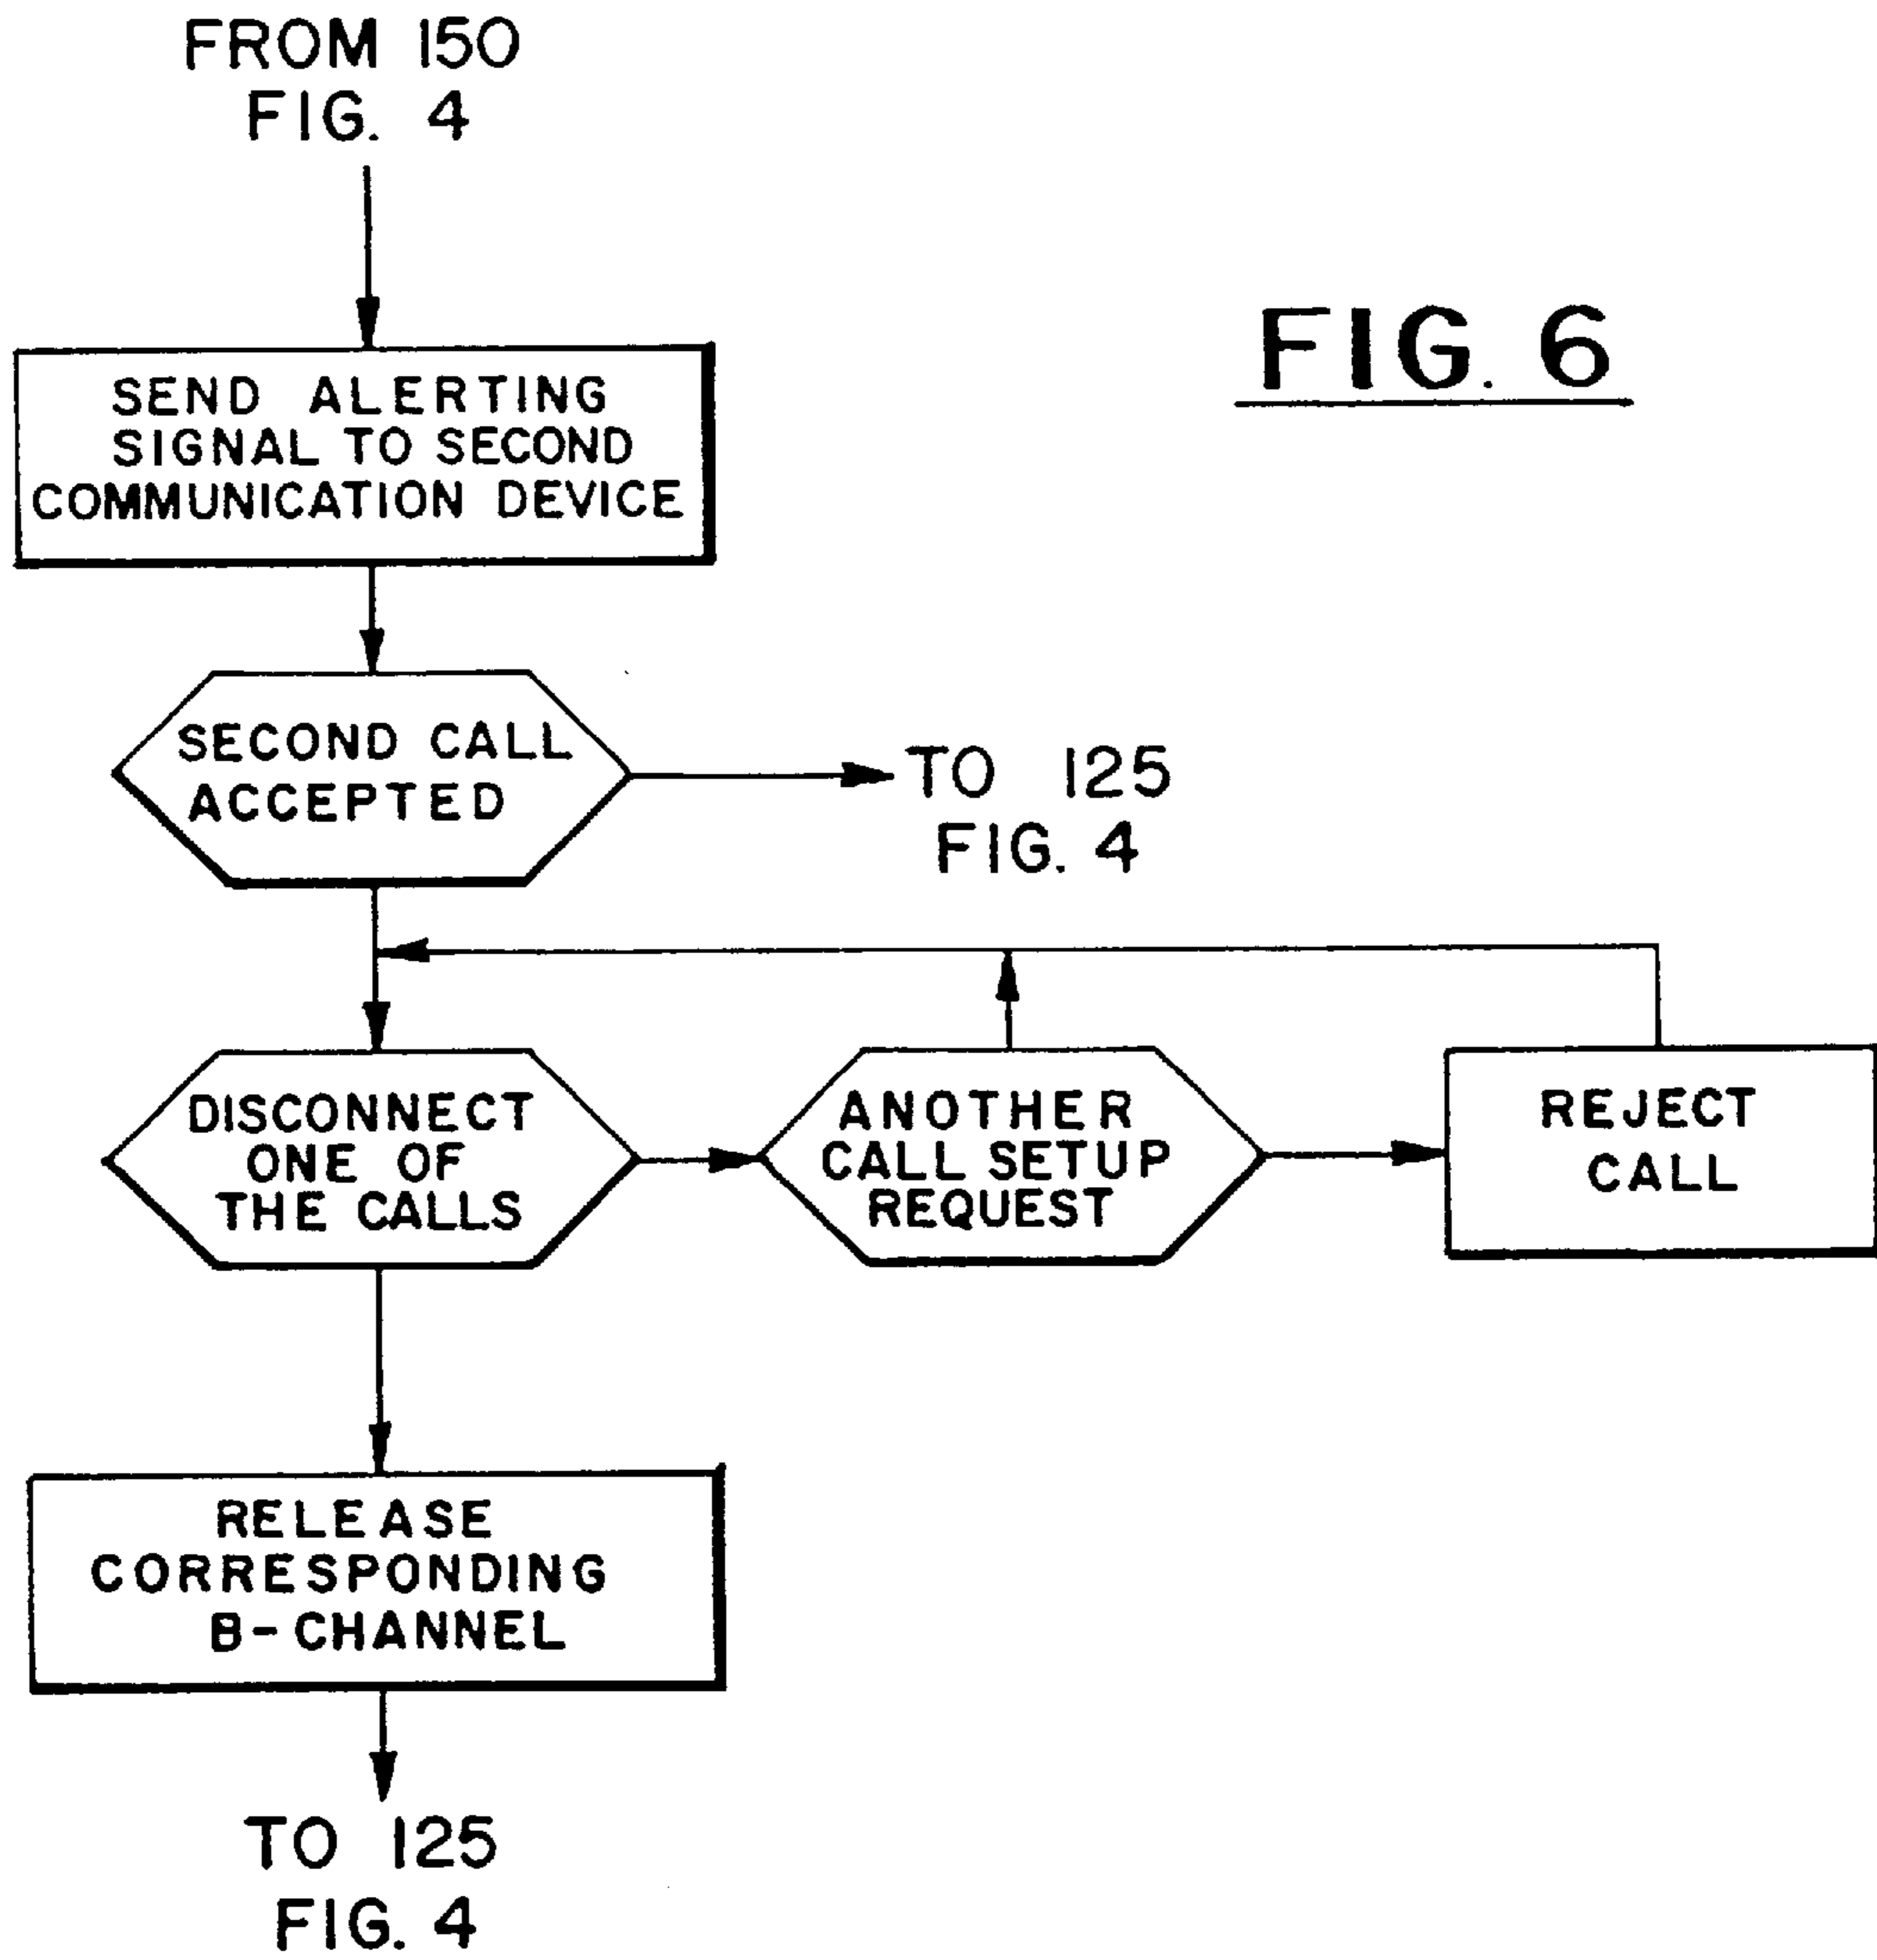 FROM 150
FIG. 4
FIG. 6
SEND ALERTING
SIGNAL TO SECOND
COMMUNICATION DEVICE
SECOND CALL
ACCEPTED
TO 125
FIG. 4
DISCONNECT
ONE OF
THE CALLS
ANOTHER
CALL SETUP
REQUEST
REJECT
CALL
RELEASE
CORRESPONDING
B-CHANNEL
TO 125
FIG. 4